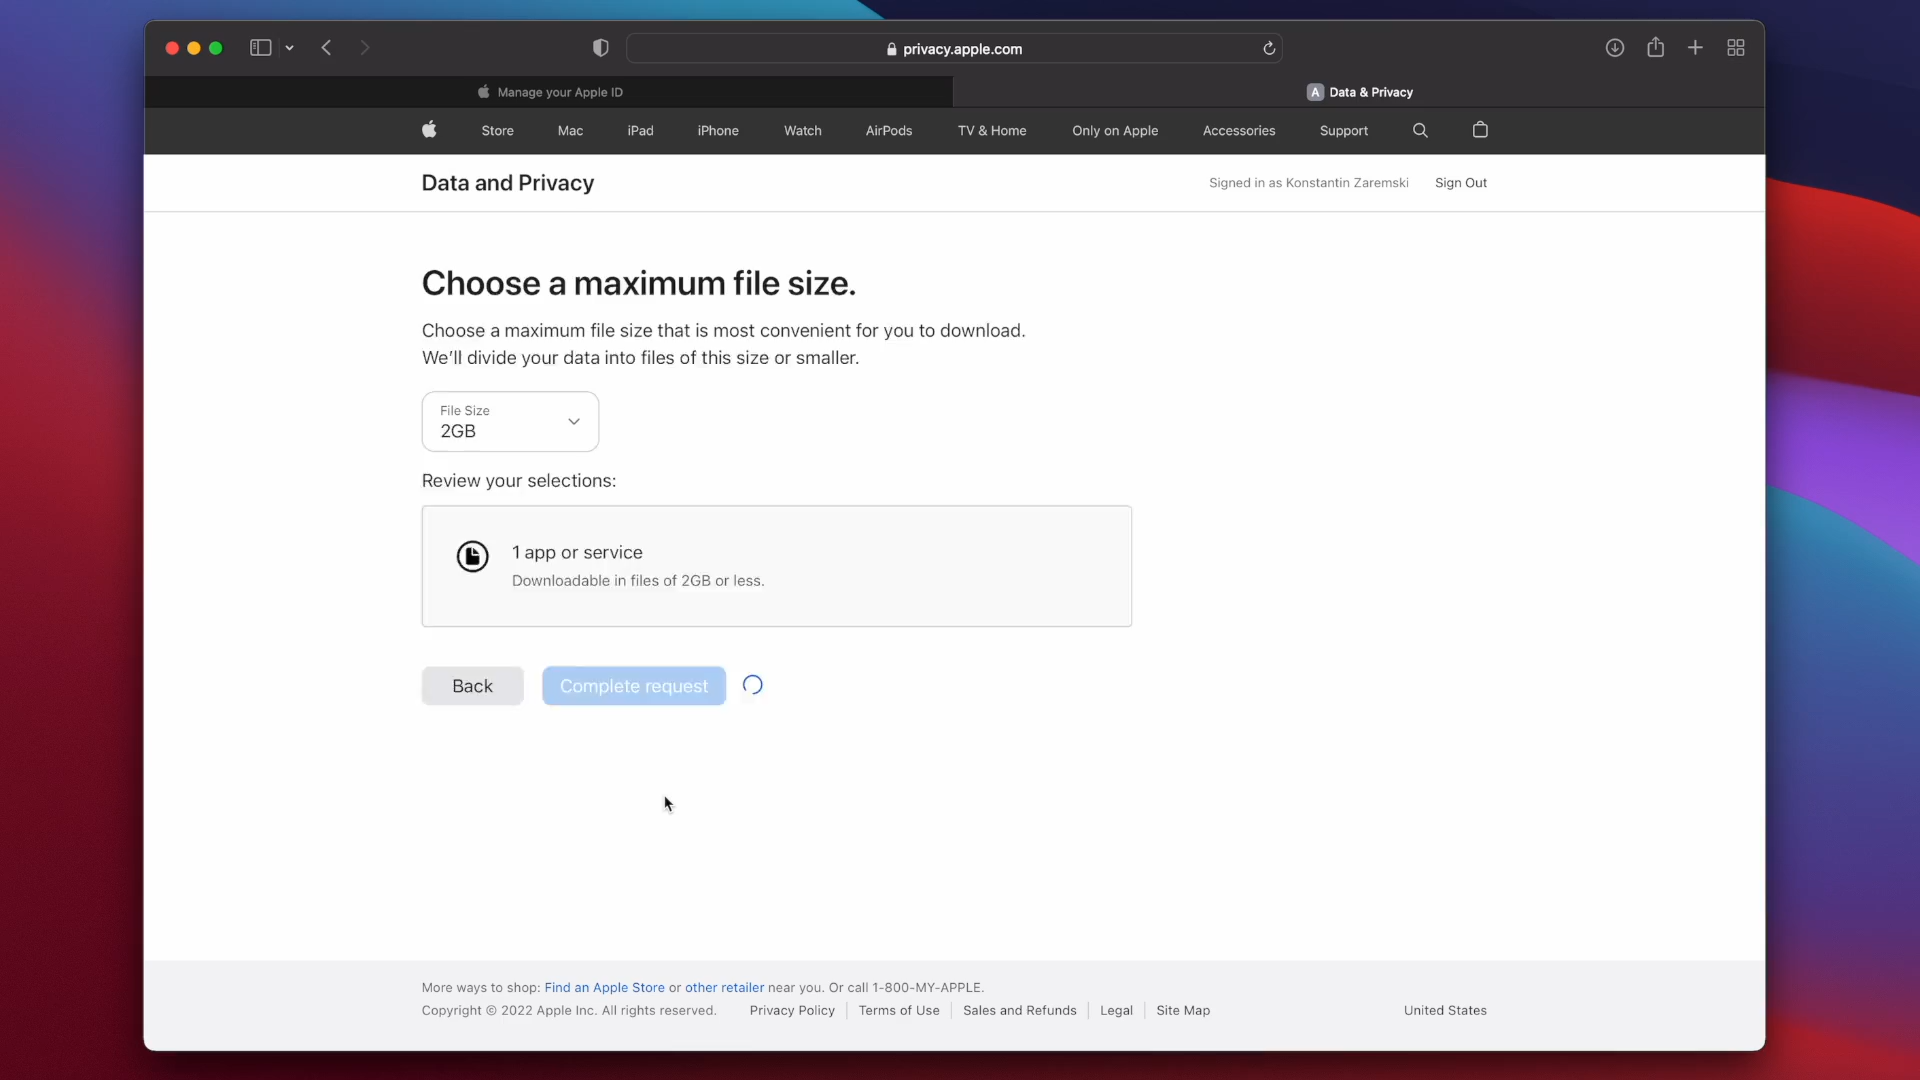 privacy.apple.com
Manage your Apple ID
A Data & Privacy
Store Mac iPad iPhone Watch AirPods TV & Home Only on Apple Accessories Support
Data and Privacy
Signed in as Konstantin Zaremski Sign Out
Choose a maximum file size.
Choose a maximum file size that is most convenient for you to download.
We’ll divide your data into files of this size or smaller.
File Size
2GB
Review your selections:
1 app or service
Downloadable in files of 2GB or less.
Back Complete request
More ways to shop: Find an Apple Store or other retailer near you. Or call 1-800-MY-APPLE.
Copyright © 2022 Apple Inc. All rights reserved. Privacy Policy Terms of Use Sales and Refunds Legal Site Map United States